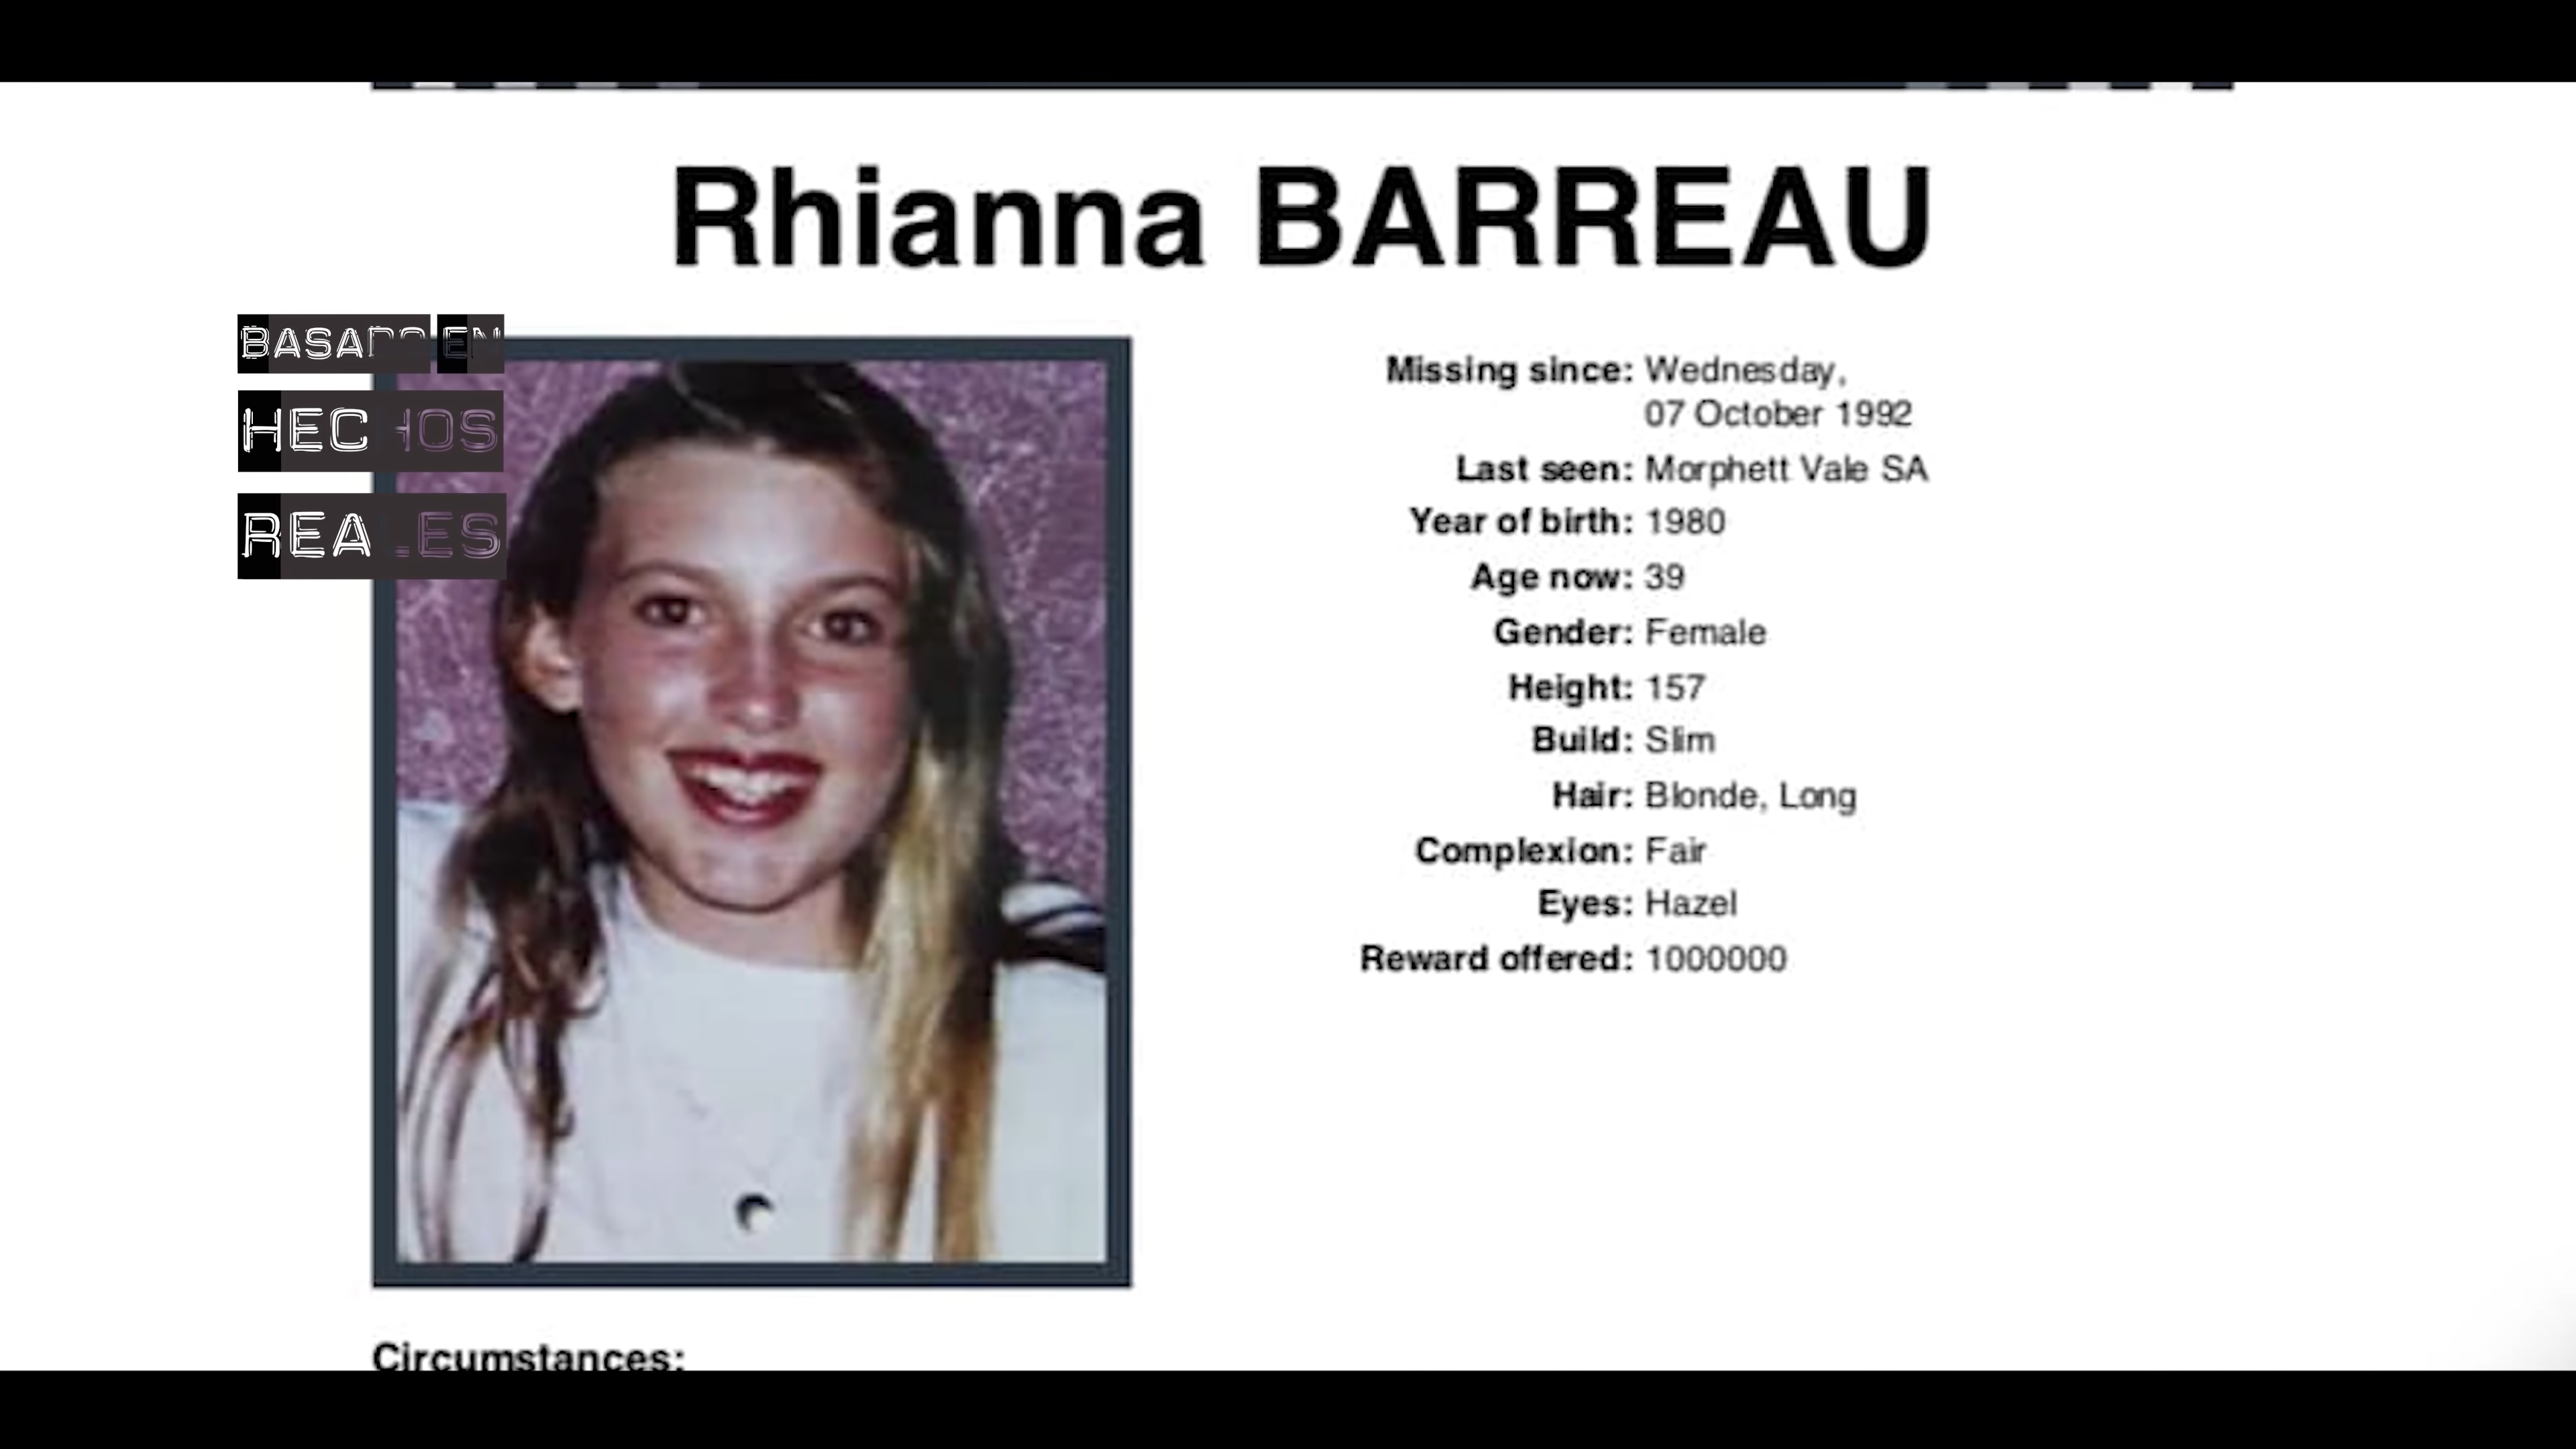 Rhianna BARREAU
BASADO EN
HECHOS
REALES
Missing since: Wednesday,
07 October 1992
Last seen: Morphett Vale SA
Year of birth: 1980
Age now: 39
Gender: Female
Height: 157
Build: Slim
Hair: Blonde, Long
Complexion: Fair
Eyes: Hazel
Reward offered: 1000000
Circumstances: